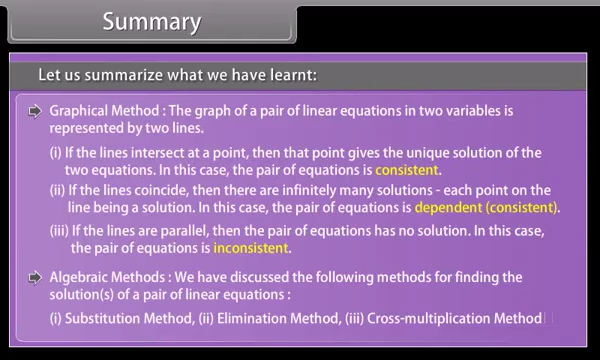 Summary
Let us summarize what we have learnt:
Graphical Method : The graph of a pair of linear equations in two variables is
represented by two lines.
(i) If the lines intersect at a point, then that point gives the unique solution of the
two equations. In this case, the pair of equations is consistent.
(ii) If the lines coincide, then there are infinitely many solutions - each point on the
line being a solution. In this case, the pair of equations is dependent (consistent).
(iii) If the lines are parallel, then the pair of equations has no solution. In this case,
the pair of equations is inconsistent.
Algebraic Methods : We have discussed the following methods for finding the
solution(s) of a pair of linear equations :
(i) Substitution Method, (ii) Elimination Method, (iii) Cross-multiplication Method